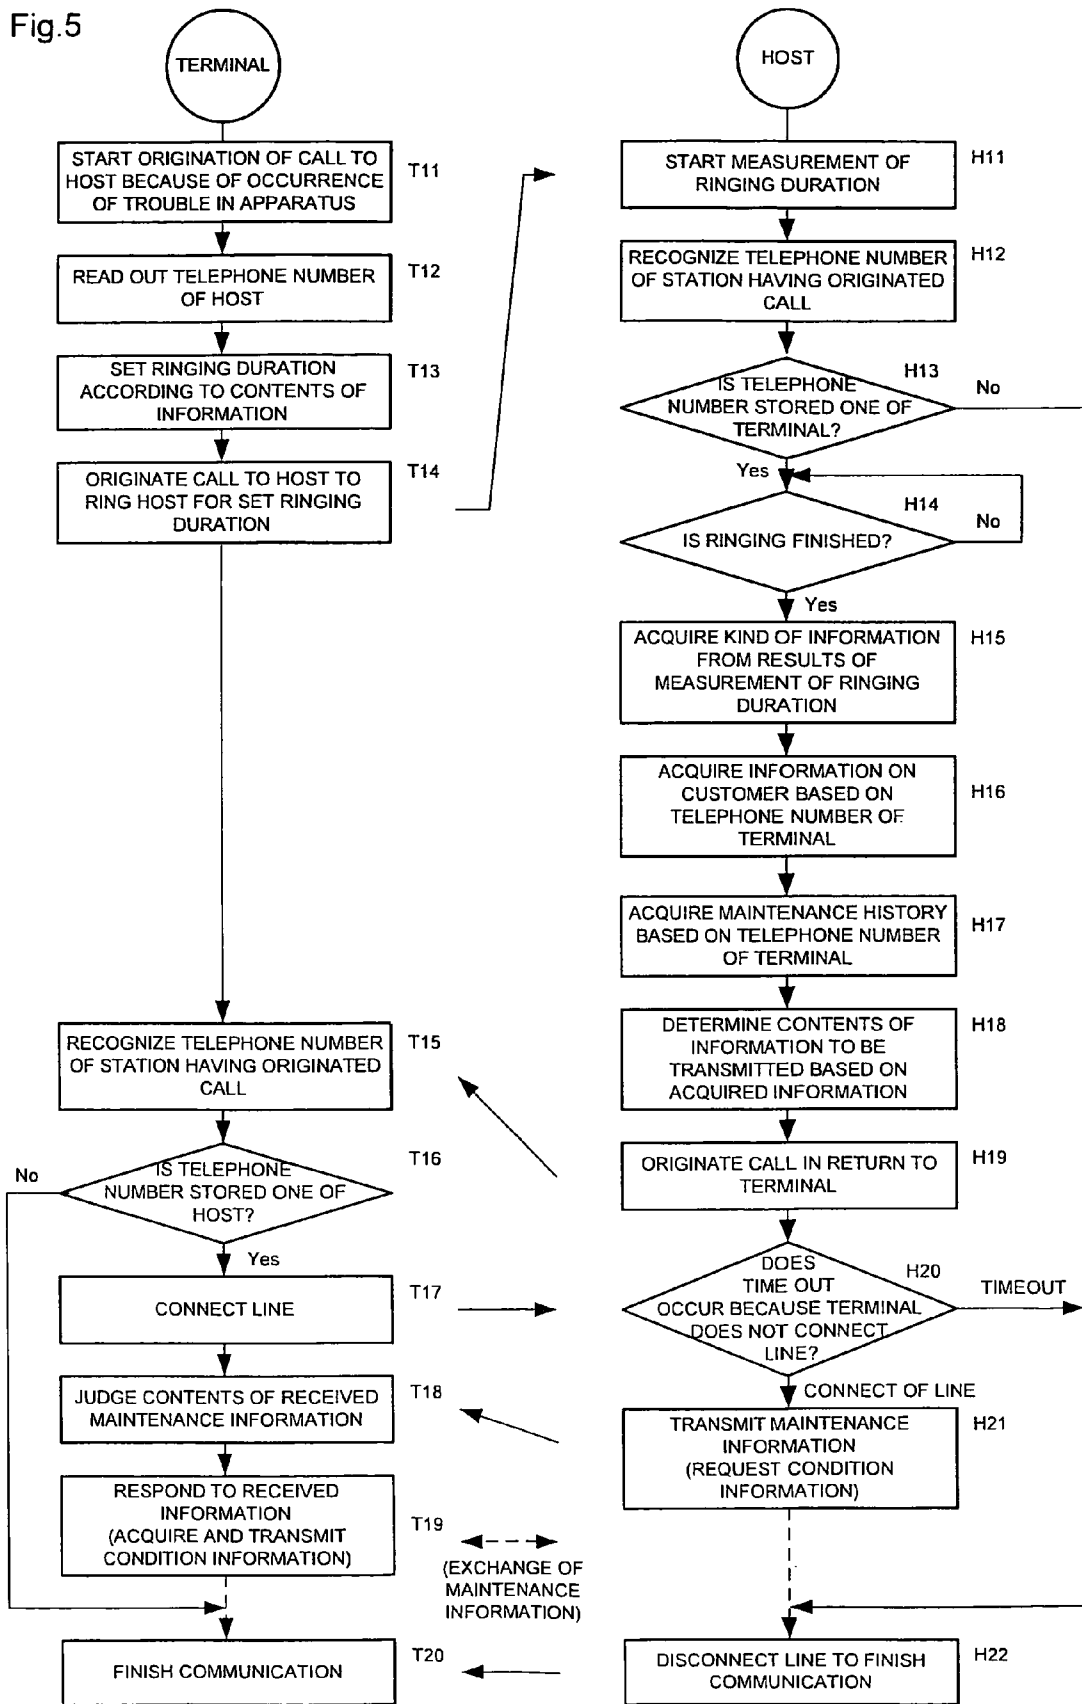 Fig.5
TERMINAL
START ORIGINATION OF CALL TO
HOST BECAUSE OF OCCURRENCE
OF TROUBLE IN APPARATUS
T11
READ OUT TELEPHONE NUMBER
OF HOST
T12
SET RINGING DURATION
ACCORDING TO CONTENTS OF
INFORMATION
T13
ORIGINATE CALL TO HOST TO
RING HOST FOR SET RINGING
DURATION
T14
RECOGNIZE TELEPHONE NUMBER
OF STATION HAVING ORIGINATED
CALL
T15
IS TELEPHONE
NUMBER STORED ONE OF
HOST?
T16
No
Yes
CONNECT LINE
T17
JUDGE CONTENTS OF RECEIVED
MAINTENANCE INFORMATION
T18
RESPOND TO RECEIVED
INFORMATION
(ACQUIRE AND TRANSMIT
CONDITION INFORMATION)
T19
(EXCHANGE OF
MAINTENANCE
INFORMATION)
FINISH COMMUNICATION
T20
HOST
START MEASUREMENT OF
RINGING DURATION
H11
RECOGNIZE TELEPHONE NUMBER
OF STATION HAVING ORIGINATED
CALL
H12
IS TELEPHONE
NUMBER STORED ONE OF
TERMINAL?
H13
No
Yes
IS RINGING FINISHED?
H14
No
Yes
ACQUIRE KIND OF INFORMATION
FROM RESULTS OF
MEASUREMENT OF RINGING
DURATION
H15
ACQUIRE INFORMATION ON
CUSTOMER BASED ON
TELEPHONE NUMBER OF
TERMINAL
H16
ACQUIRE MAINTENANCE HISTORY
BASED ON TELEPHONE NUMBER
OF TERMINAL
H17
DETERMINE CONTENTS OF
INFORMATION TO BE
TRANSMITTED BASED ON
ACQUIRED INFORMATION
H18
ORIGINATE CALL IN RETURN TO
TERMINAL
H19
DOES
TIME OUT
OCCUR BECAUSE TERMINAL
DOES NOT CONNECT
LINE?
H20
TIMEOUT
CONNECT OF LINE
TRANSMIT MAINTENANCE
INFORMATION
(REQUEST CONDITION
INFORMATION)
H21
DISCONNECT LINE TO FINISH
COMMUNICATION
H22